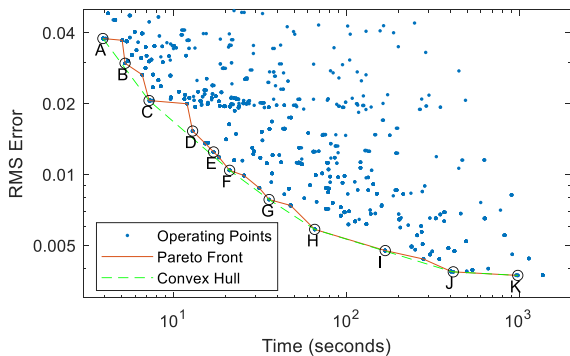 0.04
0.02
0.01
0.005
RMS Error
A
B
C
D
E
F
G
H
I
J
K
Operating Points
Pareto Front
Convex Hull
10¹
10²
10³
Time (seconds)